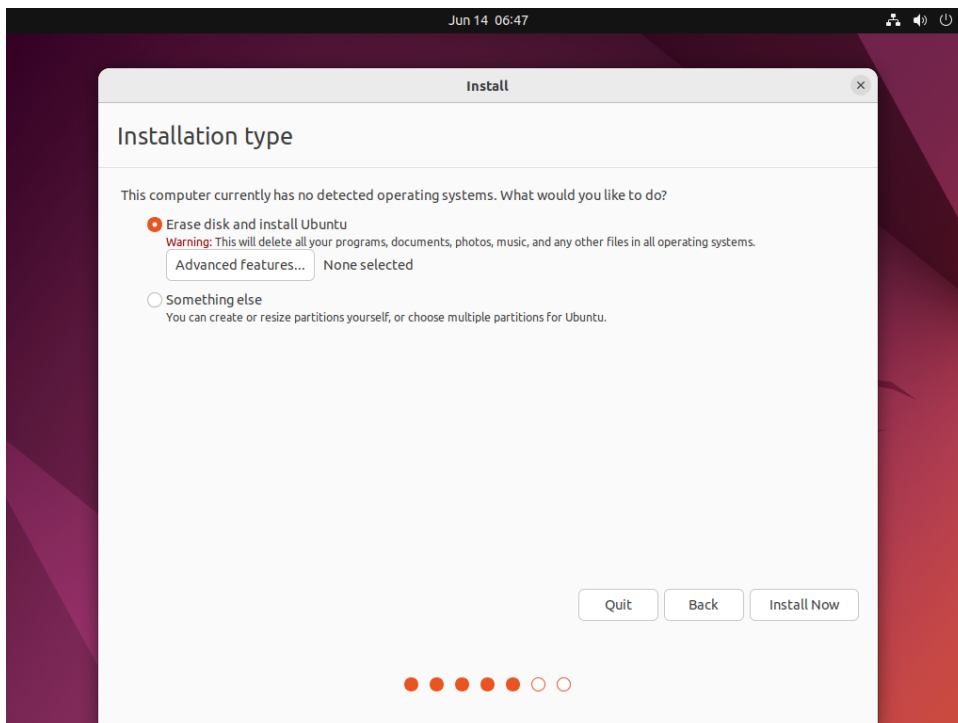 Jun 14 06:47
Install
Installation type
This computer currently has no detected operating systems. What would you like to do?
Erase disk and install Ubuntu
Warning: This will delete all your programs, documents, photos, music, and any other files in all operating systems.
Advanced features... None selected
Something else
You can create or resize partitions yourself, or choose multiple partitions for Ubuntu.
Quit Back Install Now